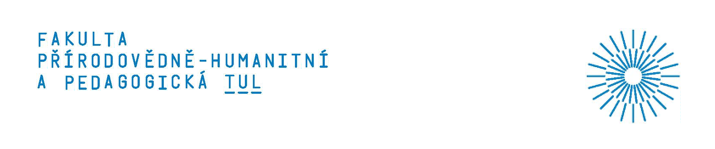 FAKULTA
PŘÍRODOVĚDNĚ-HUMANITNÍ
A PEDAGOGICKÁ TUL